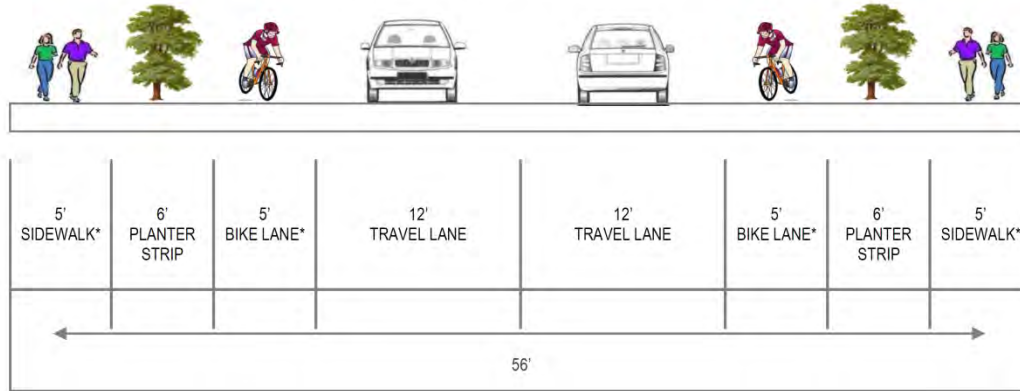 5'
SIDEWALK*
6'
PLANTER
STRIP
5'
BIKE LANE*
12'
TRAVEL LANE
12'
TRAVEL LANE
5'
BIKE LANE*
6'
PLANTER
STRIP
5'
SIDEWALK*
56'